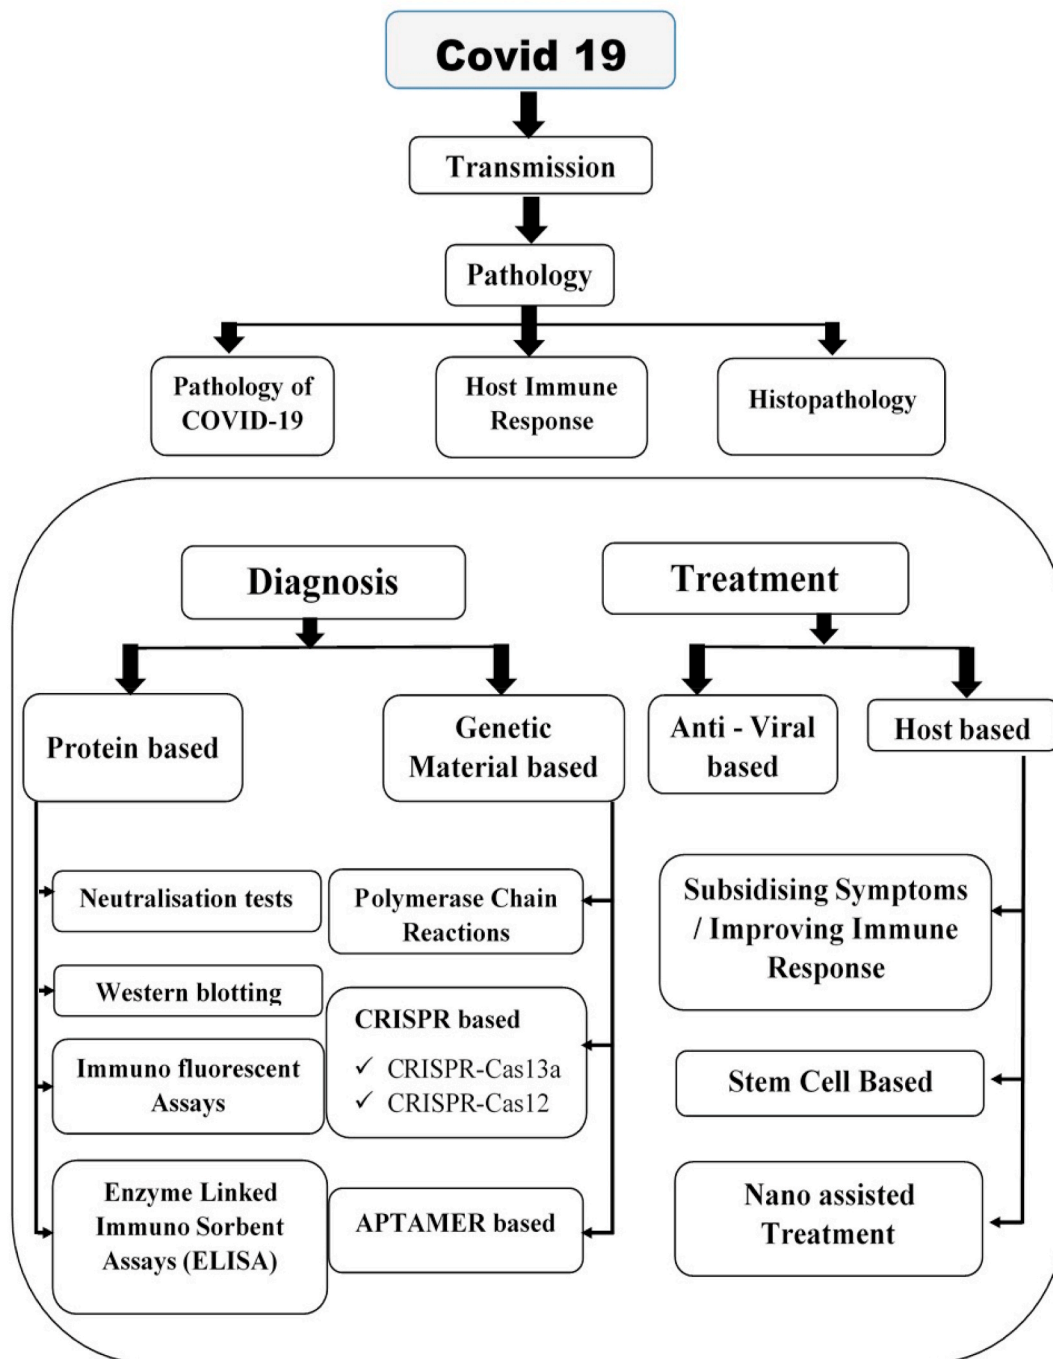 Covid 19
Transmission
Pathology
Pathology of
COVID-19
Host Immune
Response
Histopathology
Diagnosis
Treatment
Protein based
Genetic
Material based
Anti - Viral
based
Host based
Neutralisation tests
Western blotting
Immuno fluorescent
Assays
Enzyme Linked
Immuno Sorbent
Assays (ELISA)
Polymerase Chain
Reactions
CRISPR based
✓ CRISPR-Cas13a
✓ CRISPR-Cas12
APTAMER based
Subsidising Symptoms
/ Improving Immune
Response
Stem Cell Based
Nano assisted
Treatment